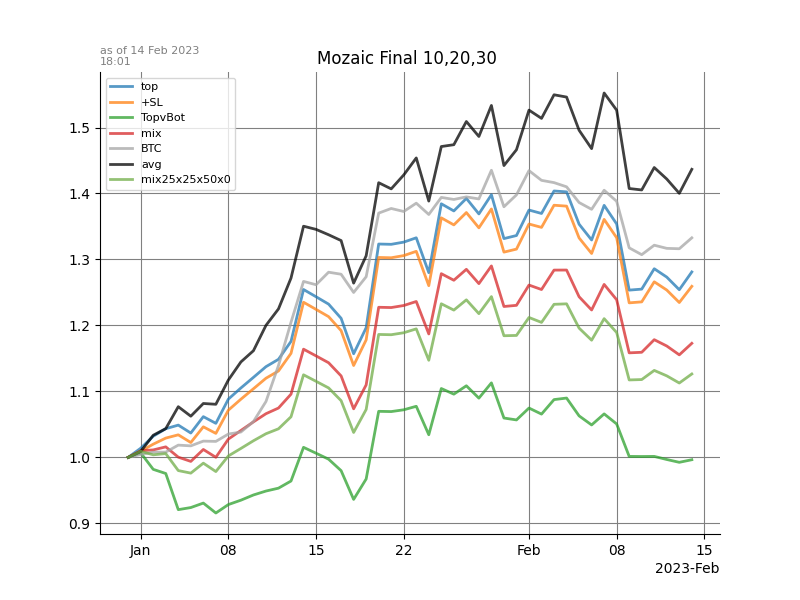 as of 14 Feb 2023
18:01
Mozaic Final 10,20,30
top
+SL
TopvBot
mix
BTC
avg
mix25x25x50x0
1.5
1.4
1.3
1.2
1.1
1.0
0.9
Jan 08 15 22 Feb 08 15
2023-Feb